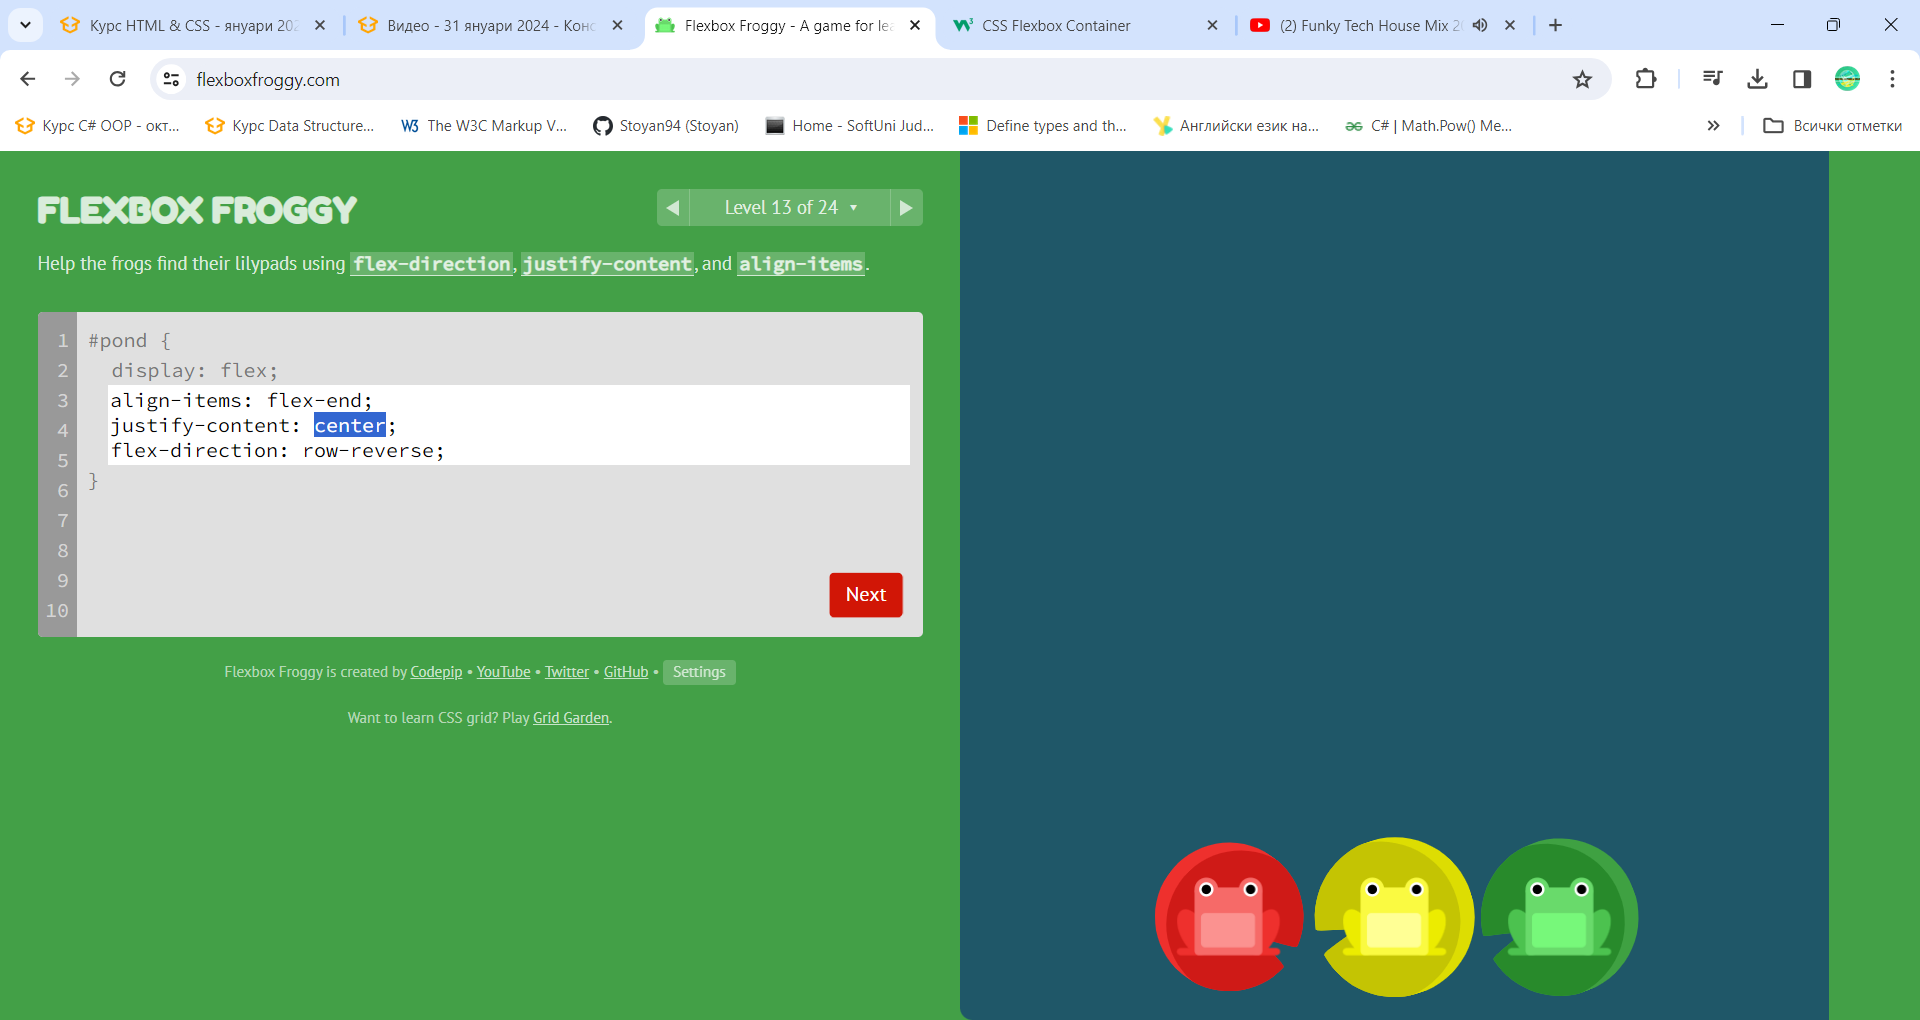 Курс HTML & CSS - януари 202
Видео - 31 януари 2024 - Конс
Flexbox Froggy - A game for lea
CSS Flexbox Container
(2) Funky Tech House Mix 20
flexboxfroggy.com
Курс C# OOP - окт...
Курс Data Structure...
The W3C Markup V...
Stoyan94 (Stoyan)
Home - SoftUni Jud...
Define types and th...
Английски език на...
C# | Math.Pow() Me...
Всички отметки
FLEXBOX FROGGY
Level 13 of 24
Help the frogs find their lilypads using flex-direction, justify-content, and align-items.
1 #pond {
2 display: flex;
3 align-items: flex-end;
4 justify-content: center;
5 flex-direction: row-reverse;
6 }
7
8
9
10
Next
Flexbox Froggy is created by Codepip • YouTube • Twitter • GitHub • Settings
Want to learn CSS grid? Play Grid Garden.